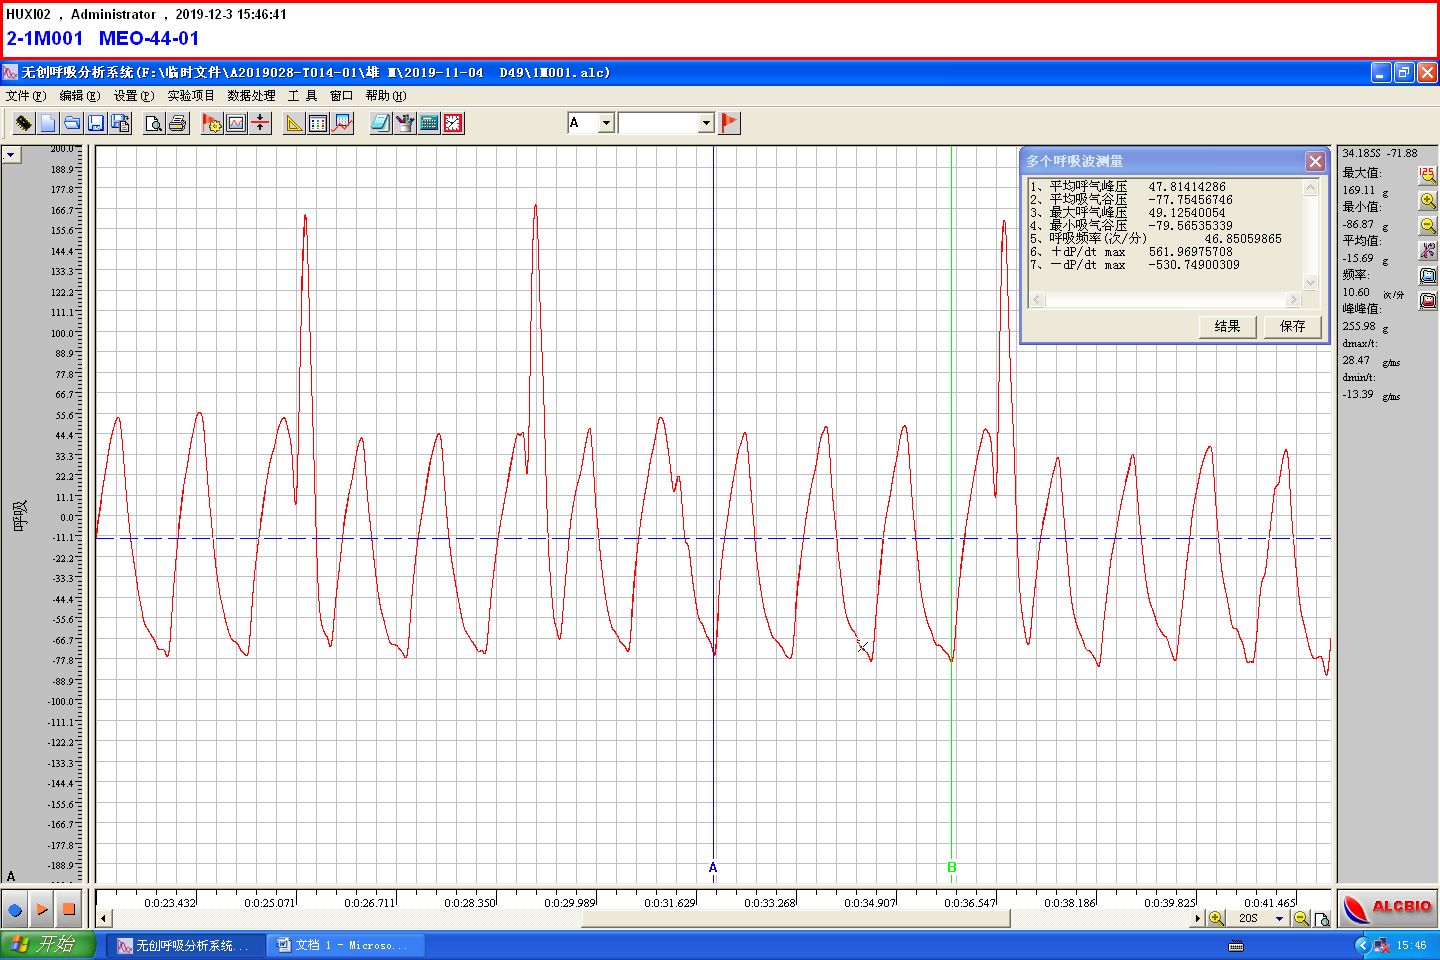 HUXI02 , Administrator , 2019-12-3 15:46:41
2-1M001 MEO-44-01
无创呼吸分析系统(F:\临时文件\A2019028-T014-01\雄 M\2019-11-04 D49\1M001.alc)
文件(F) 编辑(E) 设置(P) 实验项目 数据处理 工 具 窗口 帮助(H)
A
200.0
188.9
177.8
166.7
155.6
144.4
133.3
122.2
111.1
100.0
88.9
77.8
66.7
55.6
44.4
33.3
22.2
11.1
0.0
-11.1
-22.2
-33.3
-44.4
-55.6
-66.7
-77.8
-88.9
-100.0
-111.1
-122.2
-133.3
-144.4
-155.6
-166.7
-177.8
-188.9
呼吸
A
多个呼吸波测量
1、平均呼气峰压 47.81414286
2、平均吸气谷压 -77.75456746
3、最大呼气峰压 49.12540054
4、最小吸气谷压 -79.56535339
5、呼吸频率(次/分) 46.85059865
6、＋dP/dt max 561.96975708
7、－dP/dt max -530.74900309
结果 保存
34.185S -71.88
最大值:
169.11 g
最小值:
-86.87 g
平均值:
-15.69 g
频率:
10.60 次/分
峰峰值:
255.98 g
dmax/t:
28.47 g/ms
dmin/t:
-13.39 g/ms
125
A B
0:0:23.432 0:0:25.071 0:0:26.711 0:0:28.350 0:0:29.989 0:0:31.629 0:0:33.268 0:0:34.907 0:0:36.547 0:0:38.186 0:0:39.825 0:0:41.465
20S
ALCBIO
开始 无创呼吸分析系统... 文档 1 - Microso... 15:46